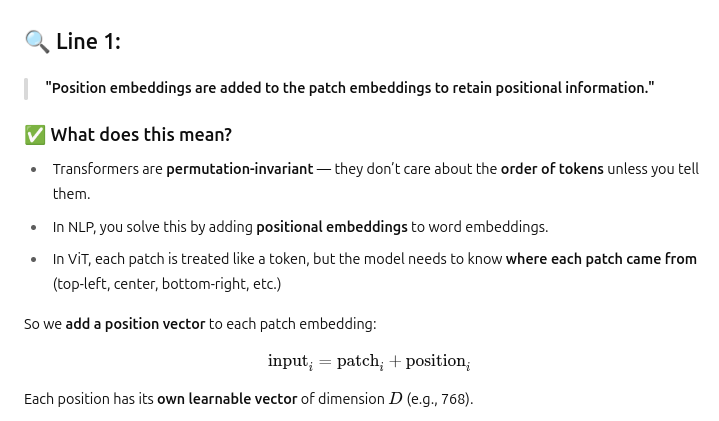 🔍 Line 1:
"Position embeddings are added to the patch embeddings to retain positional information."
✅ What does this mean?
• Transformers are permutation-invariant — they don't care about the order of tokens unless you tell
them.
• In NLP, you solve this by adding positional embeddings to word embeddings.
• In ViT, each patch is treated like a token, but the model needs to know where each patch came from
(top-left, center, bottom-right, etc.)
So we add a position vector to each patch embedding:
inputᵢ = patchᵢ + positionᵢ
Each position has its own learnable vector of dimension D (e.g., 768).